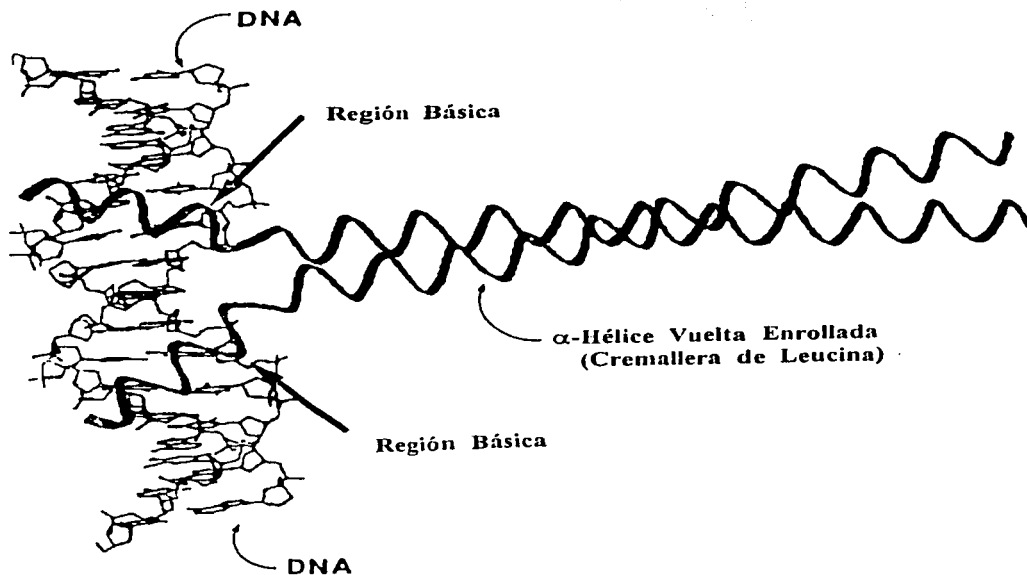 DNA
Región Básica
α-Hélice Vuelta Enrollada
(Cremallera de Leucina)
Región Básica
DNA